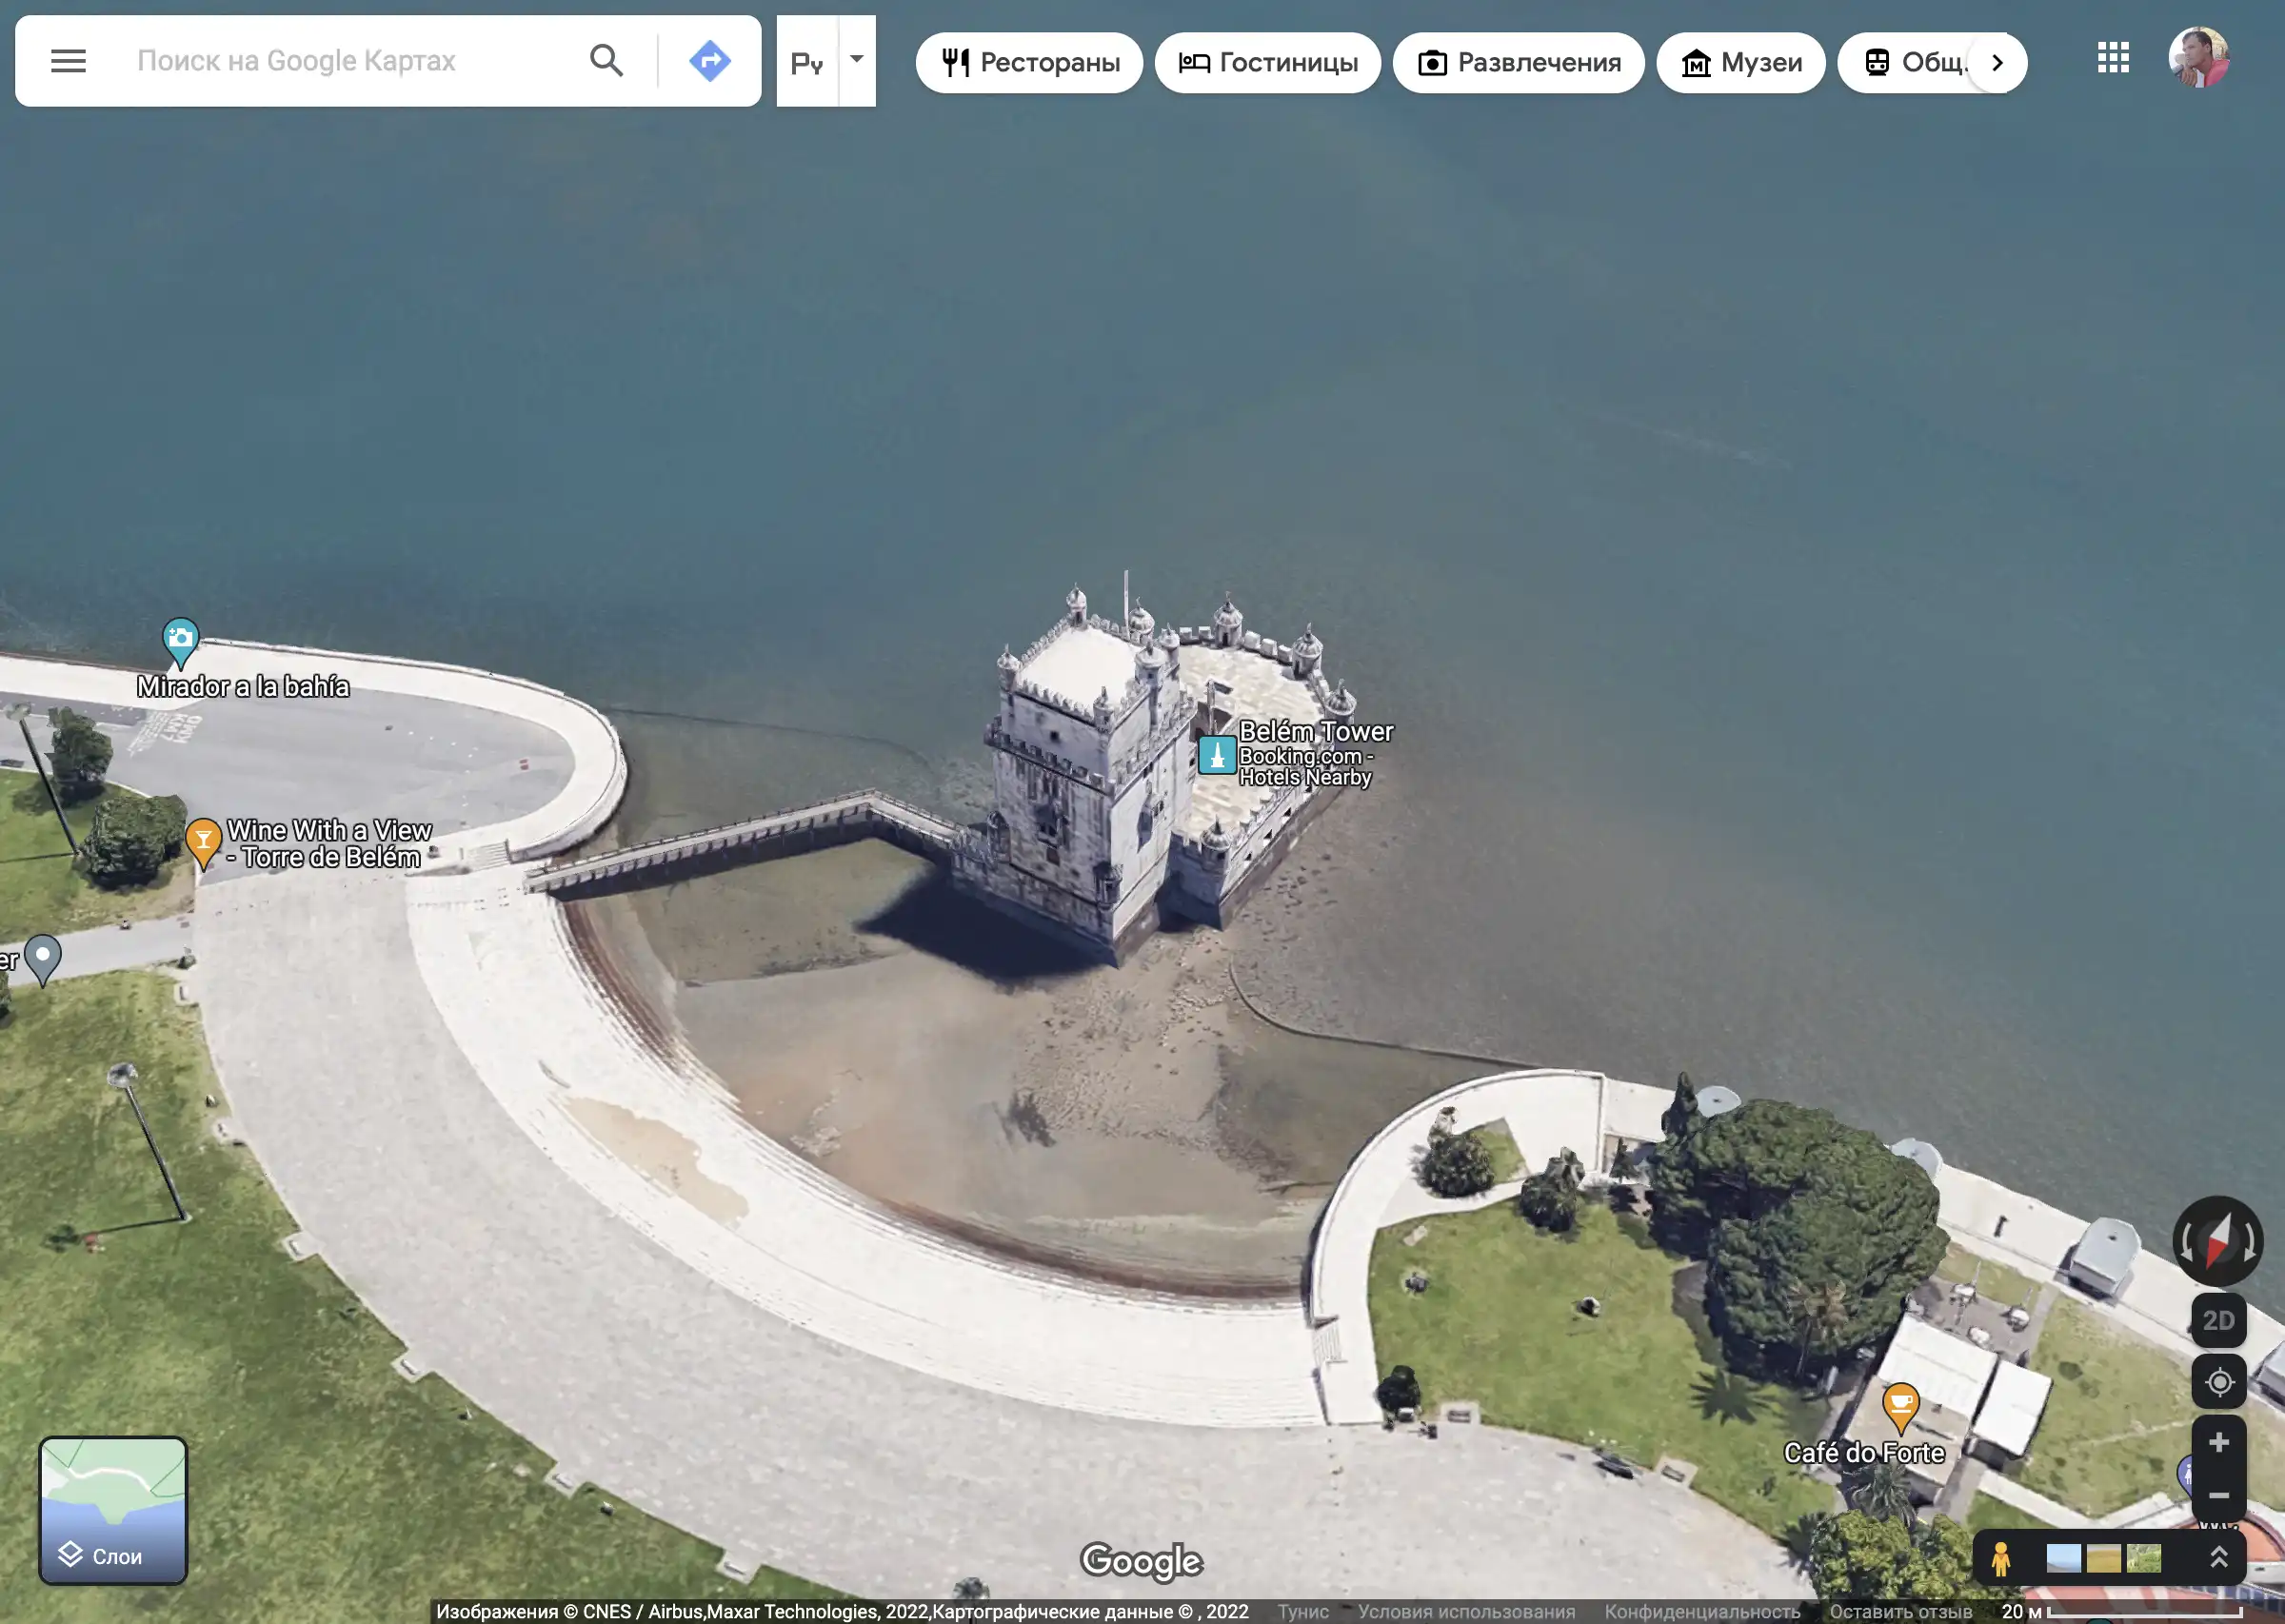 Поиск на Google Картах
Ру
Рестораны
Гостиницы
Развлечения
Музеи
Общ.
Mirador a la bahía
Belém Tower
Booking.com -
Hotels Nearby
Wine With a View
- Torre de Belém
er
2D
Café do Forte
Слои
Google
Изображения © CNES / Airbus,Maxar Technologies, 2022,Картографические данные © , 2022 Тунис Условия использования Конфиденциальность Оставить отзыв 20 м